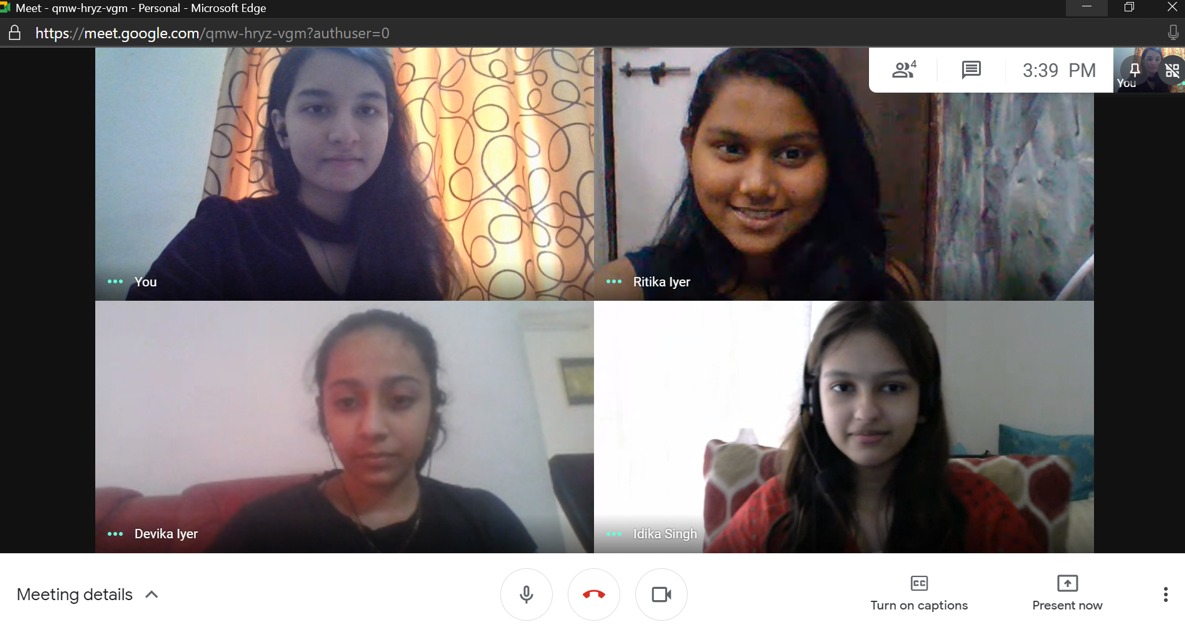 Meet - qmw-hryz-vgm - Personal - Microsoft Edge
https://meet.google.com/qmw-hryz-vgm?authuser=0
4
3:39 PM
You
You
Ritika Iyer
Devika Iyer
Idika Singh
Meeting details
CC
Turn on captions
Present now